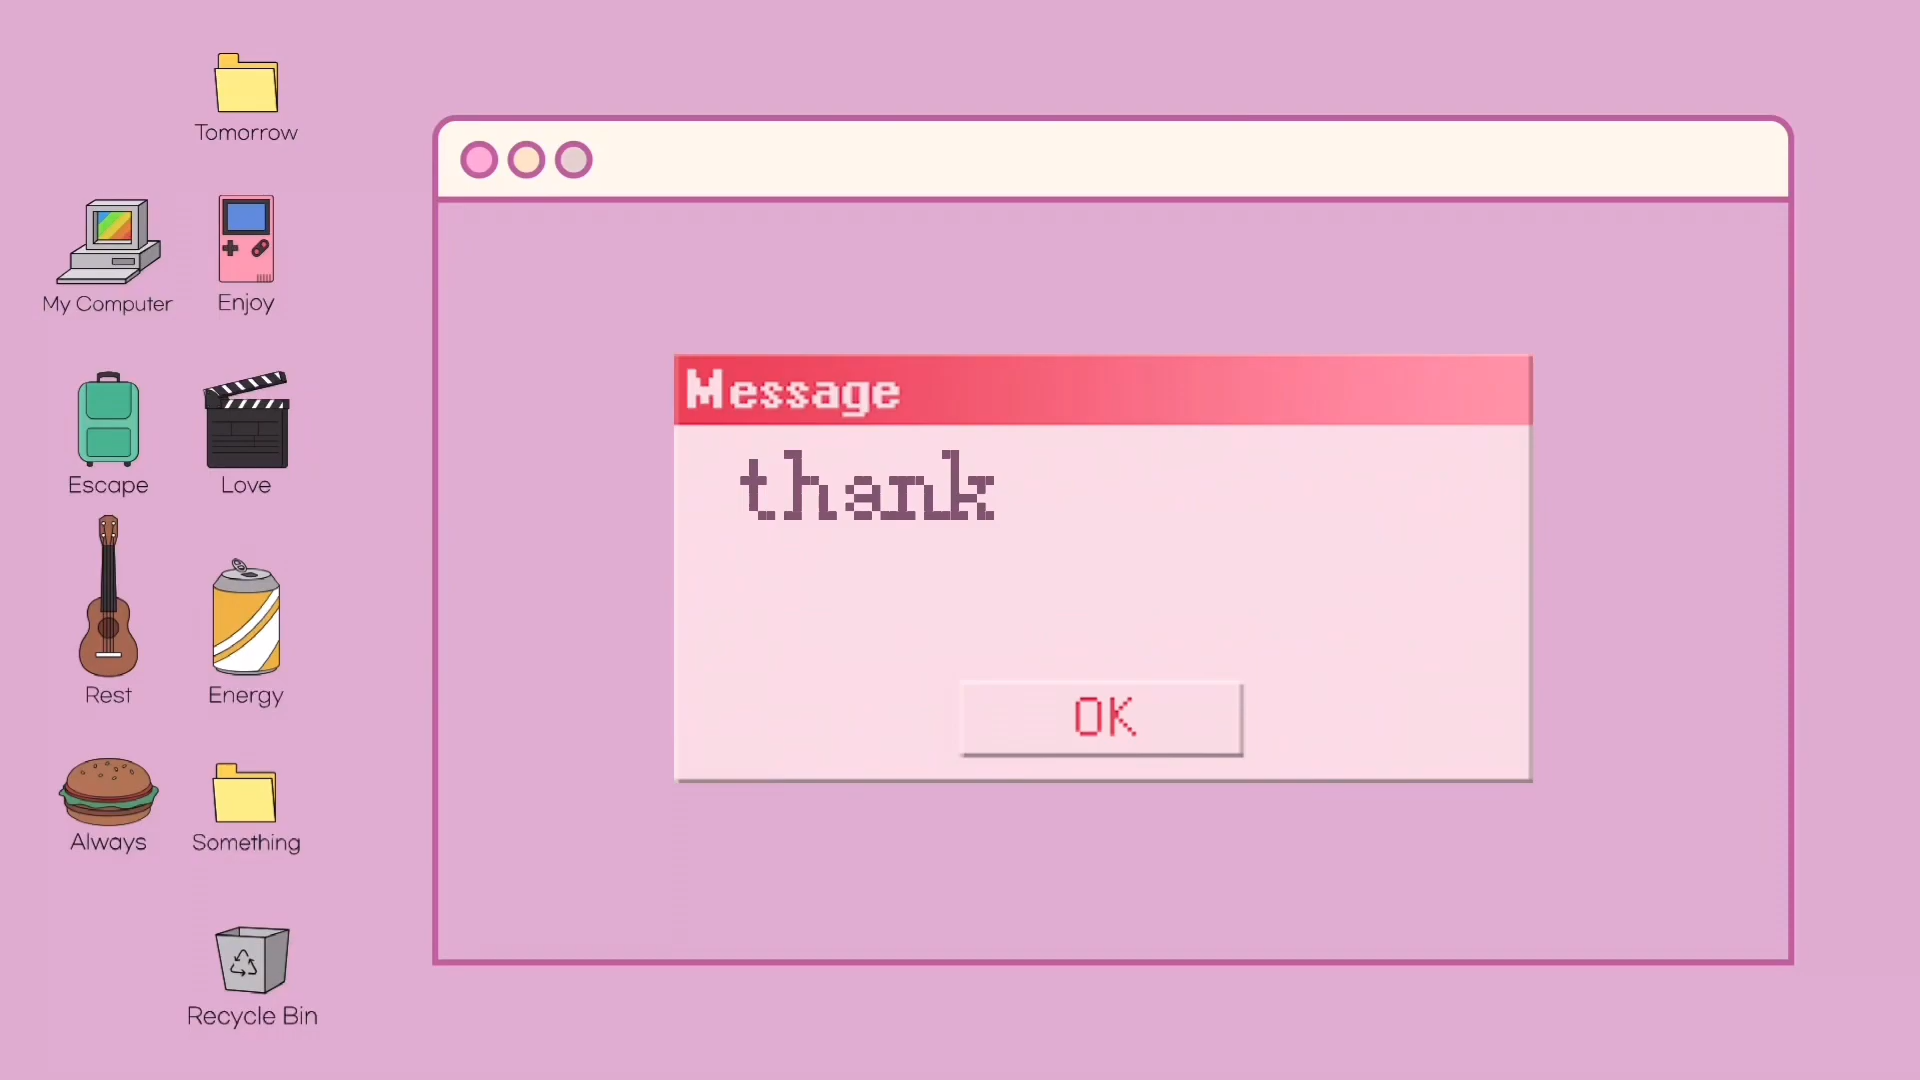 Tomorrow
My Computer
Enjoy
Escape
Love
Rest
Energy
Always
Something
Recycle Bin
Message
thank
OK